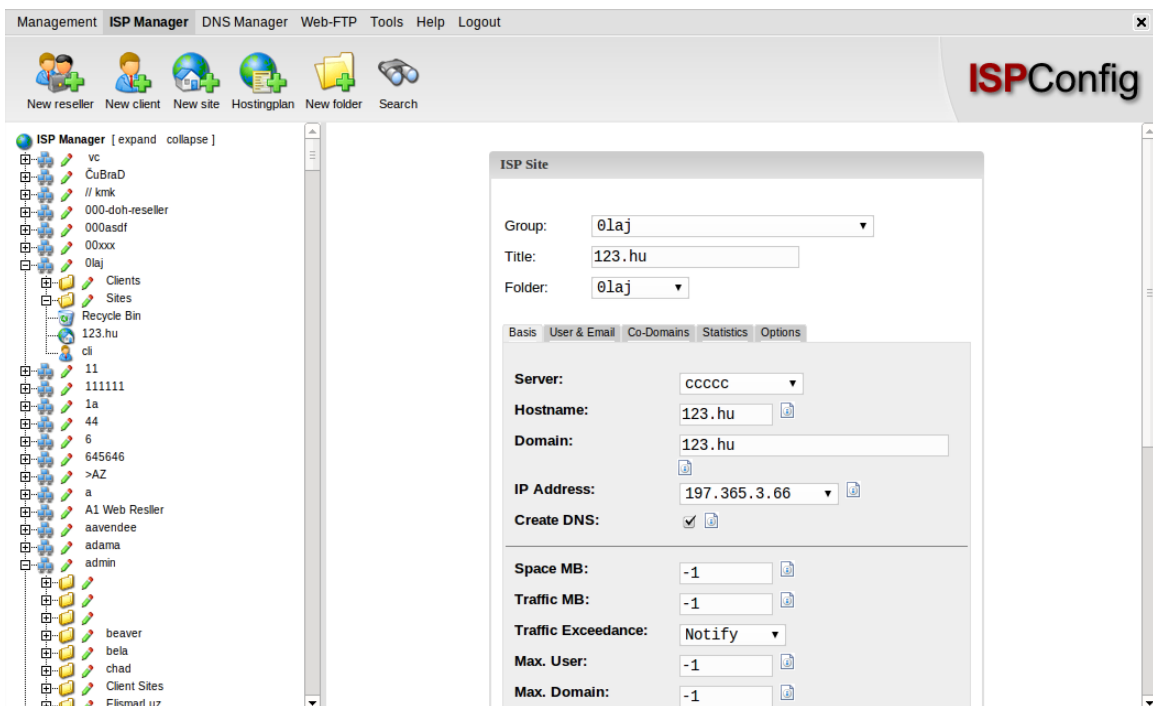 Management ISP Manager DNS Manager Web-FTP Tools Help Logout
New reseller New client New site Hostingplan New folder Search
ISPConfig
ISP Manager [ expand collapse ]
vc
ČuBraD
// kmk
000-doh-reseller
000asdf
00xxx
0laj
Clients
Sites
Recycle Bin
123.hu
cli
11
111111
1a
44
6
645646
>AZ
a
A1 Web Resller
aavendee
adama
admin
beaver
bela
chad
Client Sites
ElismarLuz
ISP Site
Group: 0laj
Title: 123.hu
Folder: 0laj
Basis User & Email Co-Domains Statistics Options
Server: ccccc
Hostname: 123.hu
Domain: 123.hu
IP Address: 197.365.3.66
Create DNS:
Space MB: -1
Traffic MB: -1
Traffic Exceedance: Notify
Max. User: -1
Max. Domain: -1